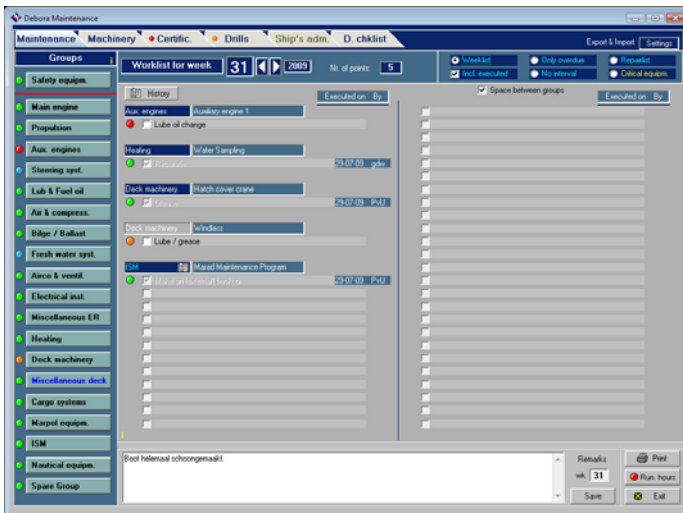 Debora Maintenance
Maintenance Machinery Certific. Drills Ship's adm. D. chklist
Export & Import Settings
Groups
Worklist for week 31 2009 Nr. of points: 5
Weeklist Only overdue Repairlist
Incl. executed No interval Critical equipm.
Safety equipm.
Main engine
Propulsion
Aux. engines
Steering syst.
Lub & Fuel oil
Air & compress.
Bilge / Ballast
Fresh water syst.
Airco & ventil.
Electrical inst.
Miscellaneous ER
Heating
Deck machinery
Miscellaneous deck
Cargo systems
Marpol equipm.
ISM
Nautical equipm.
Spare Group
History Executed on By
Space between groups Executed on By
Aux. engines Auxiliary engine 1
Lube oil change
Heating Water Sampling
29-07-09 gdw
Deck machinery Hatch cover crane
Grease 29-07-09 PvU
Deck machinery Windlass
Lube / grease
ISM Marad Maintenance Program
29-07-09 PvU
Boot helemaal schoongemaakt.
Remarks
wk. 31
Save
Print
Run. hours
Exit